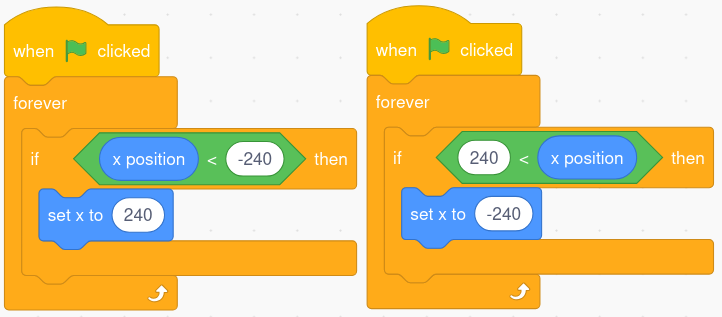 when clicked
forever
if x position < -240 then
set x to 240
when clicked
forever
if 240 < x position then
set x to -240